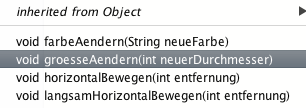 inherited from Object
void farbeAendern(String neueFarbe)
void groesseAendern(int neuerDurchmesser)
void horizontalBewegen(int entfernung)
void langsamHorizontalBewegen(int entfernung)